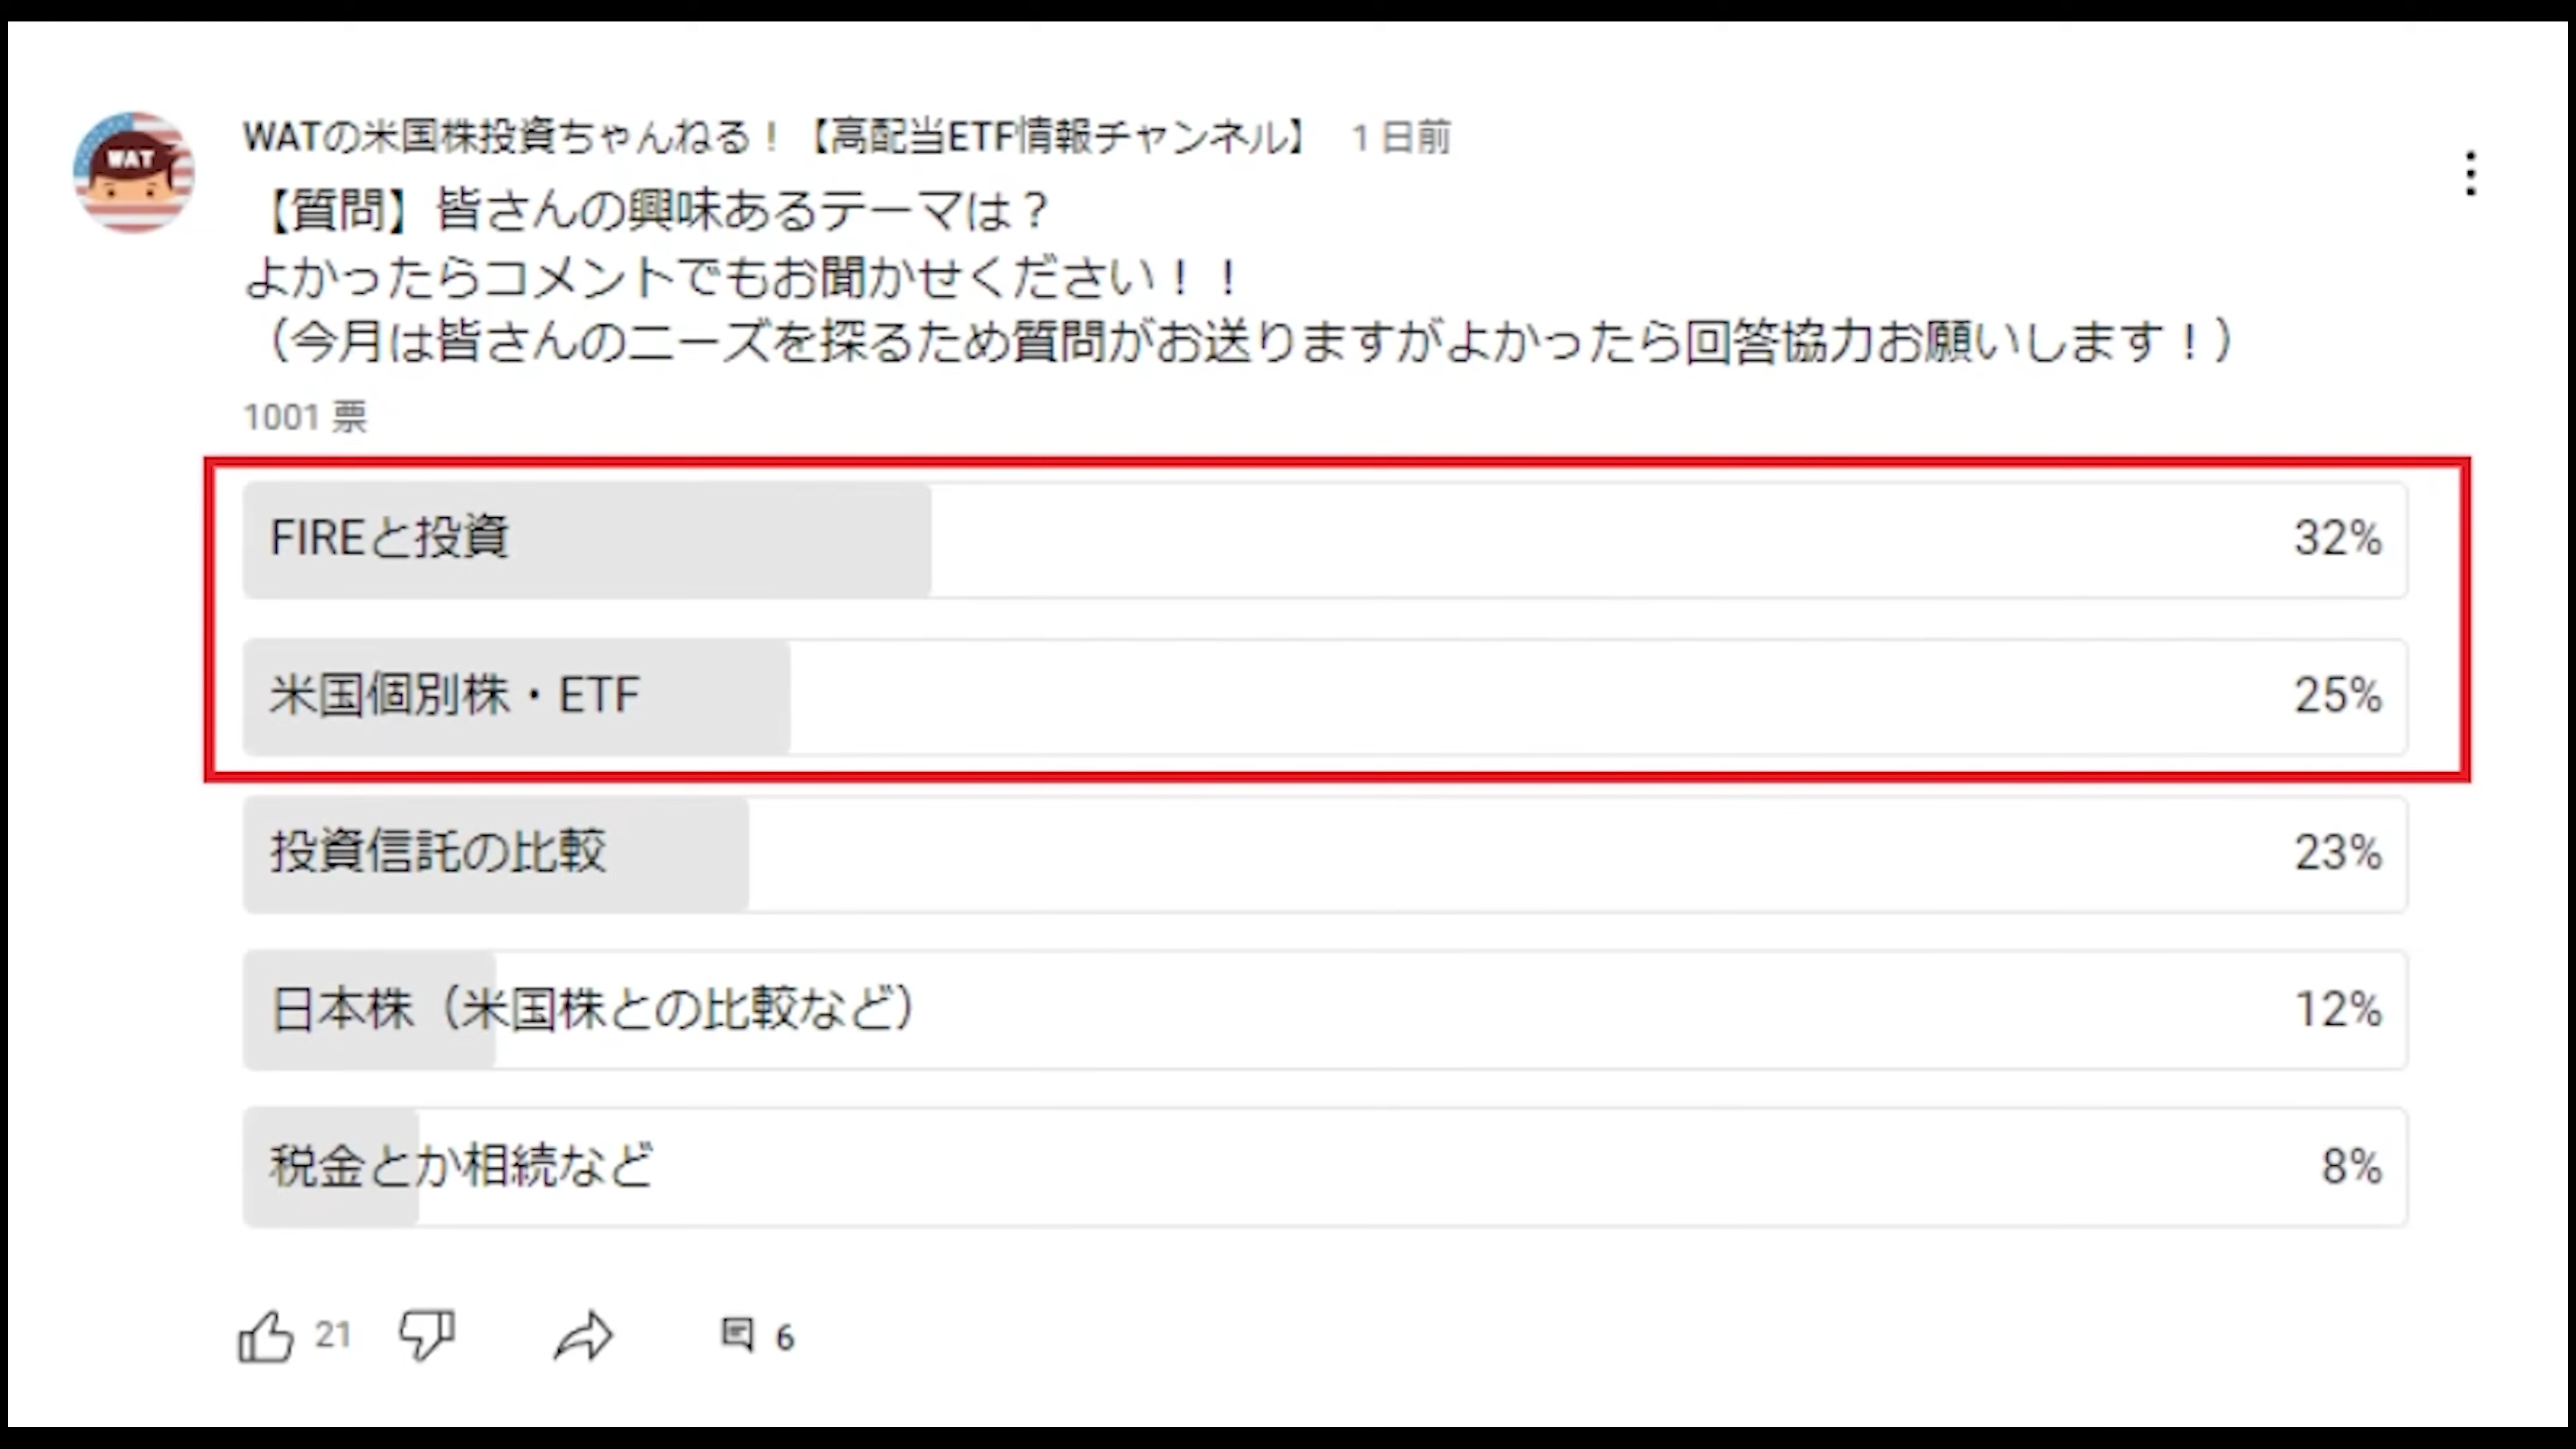 WAT
WATの米国株投資ちゃんねる！【高配当ETF情報チャンネル】 1 日前
【質問】皆さんの興味あるテーマは？
よかったらコメントでもお聞かせください！！
（今月は皆さんのニーズを探るため質問がお送りますがよかったら回答協力お願いします！）
1001 票
FIREと投資 32%
米国個別株・ETF 25%
投資信託の比較 23%
日本株（米国株との比較など） 12%
税金とか相続など 8%
21 6